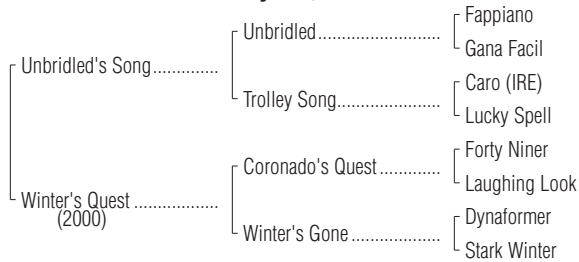 Fappiano
Unbridled
Gana Facil
Unbridled's Song
Caro (IRE)
Trolley Song
Lucky Spell
Forty Niner
Coronado's Quest
Laughing Look
Winter's Quest
(2000)
Dynaformer
Winter's Gone
Stark Winter